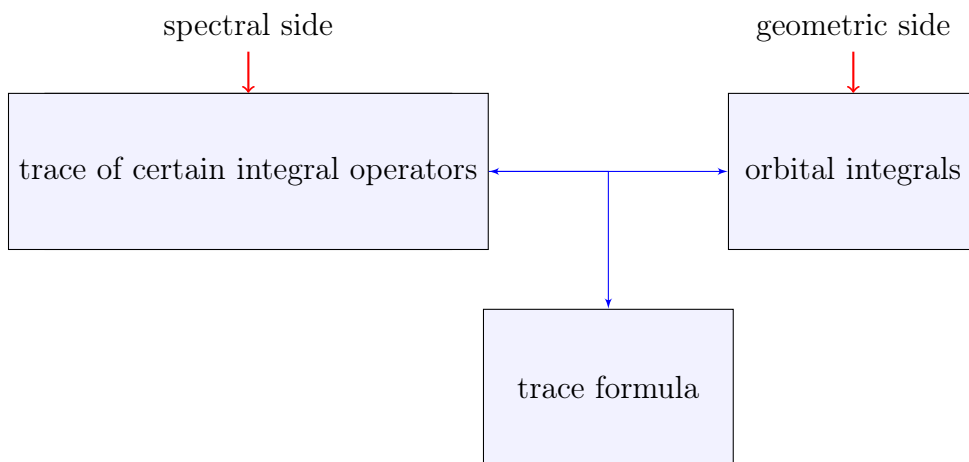 spectral side
geometric side
trace of certain integral operators
orbital integrals
trace formula